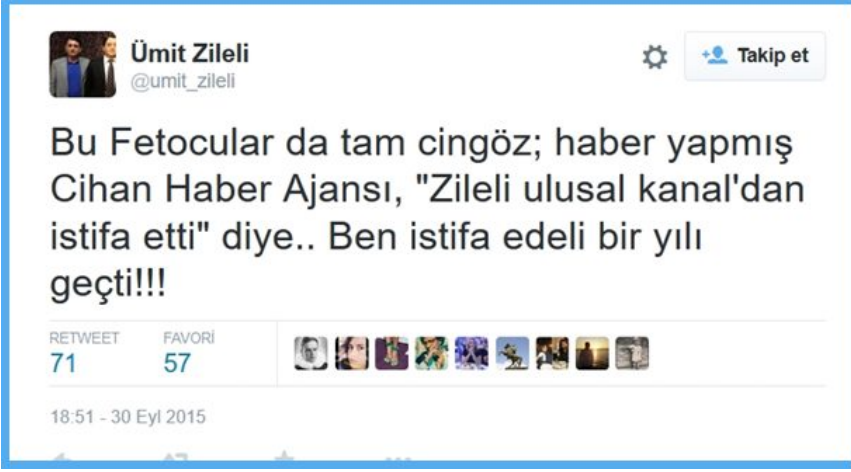 Ümit Zileli
@umit_zileli
Takip et
Bu Fetocular da tam cingöz; haber yapmış
Cihan Haber Ajansı, "Zileli ulusal kanal'dan
istifa etti" diye.. Ben istifa edeli bir yılı
geçti!!!
RETWEET FAVORİ
71 57
18:51 - 30 Eyl 2015